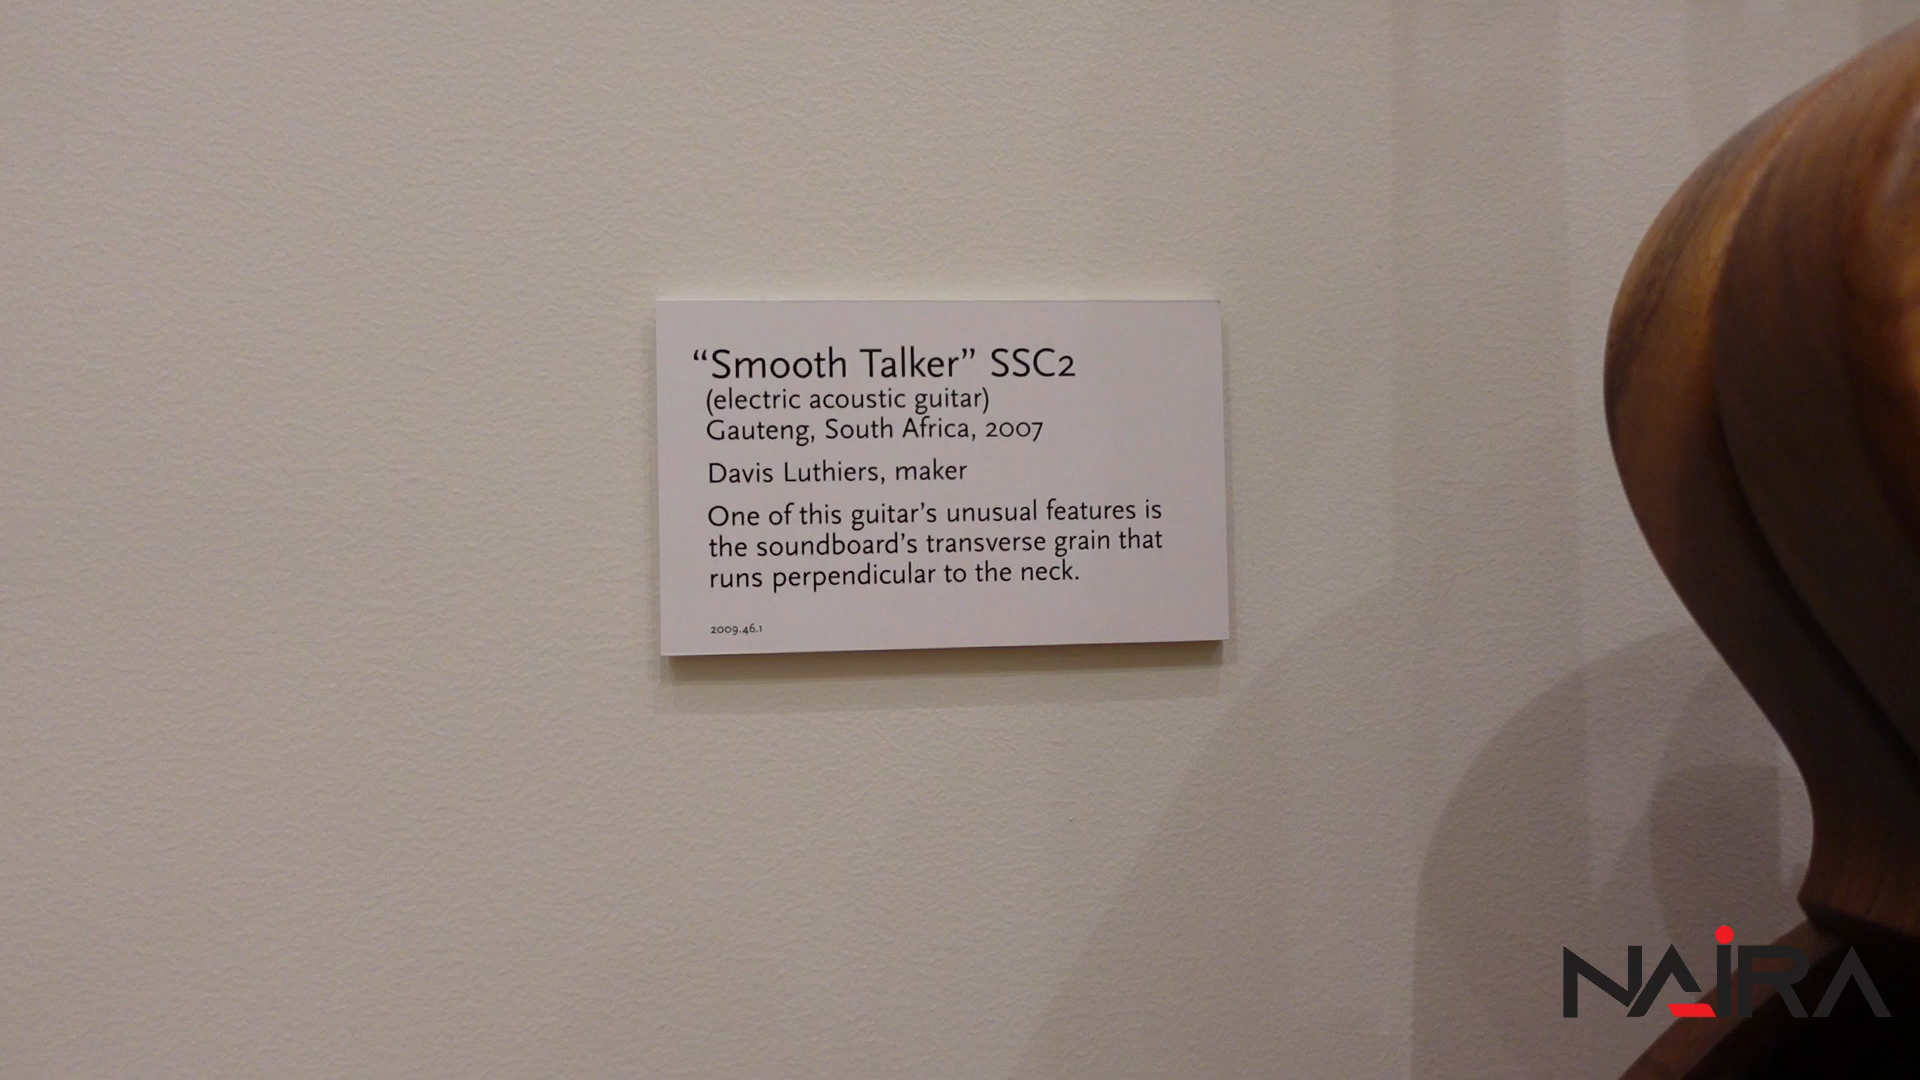 “Smooth Talker” SSC2
(electric acoustic guitar)
Gauteng, South Africa, 2007
Davis Luthiers, maker
One of this guitar’s unusual features is
the soundboard’s transverse grain that
runs perpendicular to the neck.
2009.46.1
NAiRA